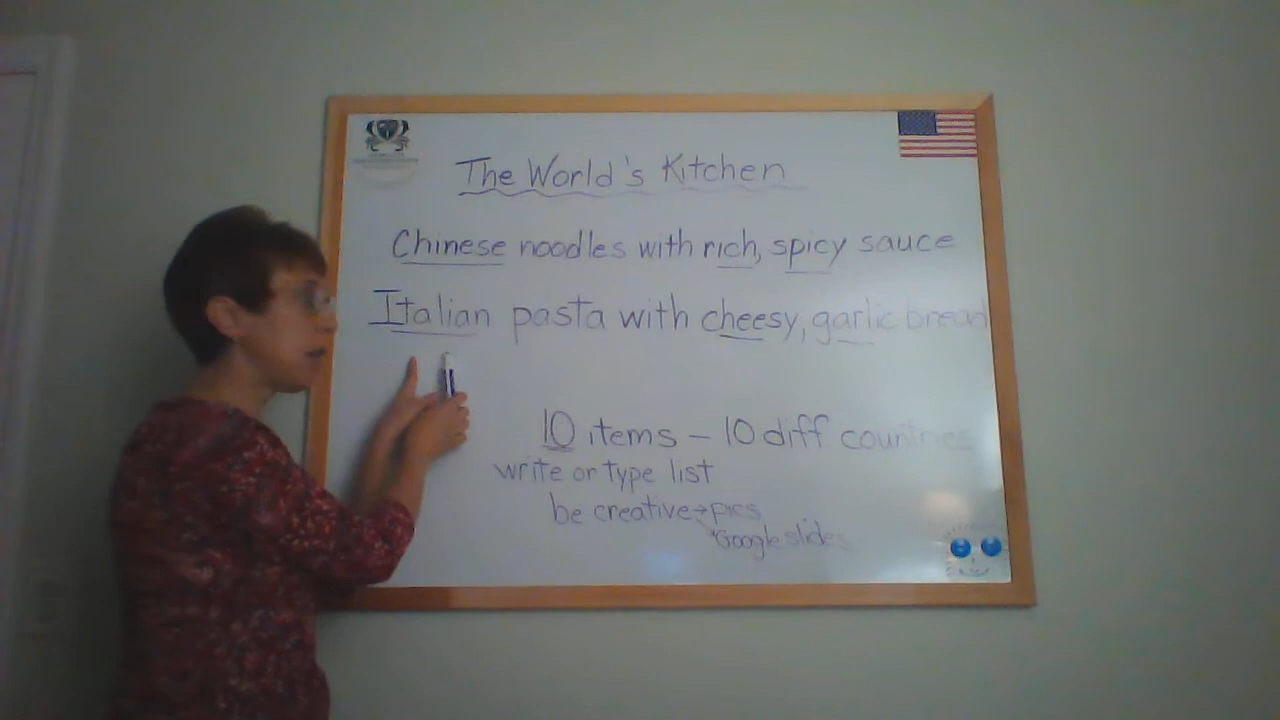 The World's Kitchen
Chinese noodles with rich, spicy sauce
Italian pasta with cheesy, garlic bread
10 items - 10 diff countries
write or type list
be creative → pics
Google slides